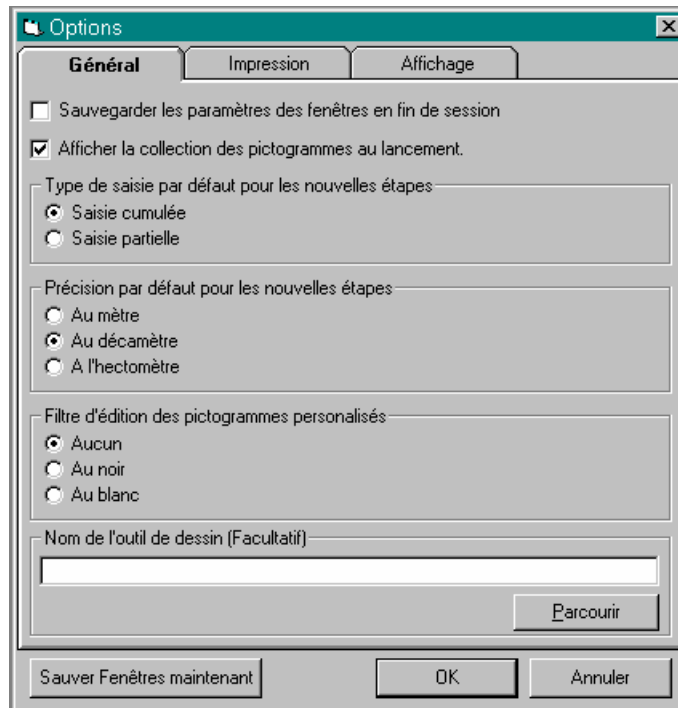 Options
Général
Impression
Affichage
Sauvegarder les paramètres des fenêtres en fin de session
Afficher la collection des pictogrammes au lancement.
Type de saisie par défaut pour les nouvelles étapes
Saisie cumulée
Saisie partielle
Précision par défaut pour les nouvelles étapes
Au mètre
Au décamètre
A l'hectomètre
Filtre d'édition des pictogrammes personalisés
Aucun
Au noir
Au blanc
Nom de l'outil de dessin (Facultatif)
Parcourir
Sauver Fenêtres maintenant
OK
Annuler